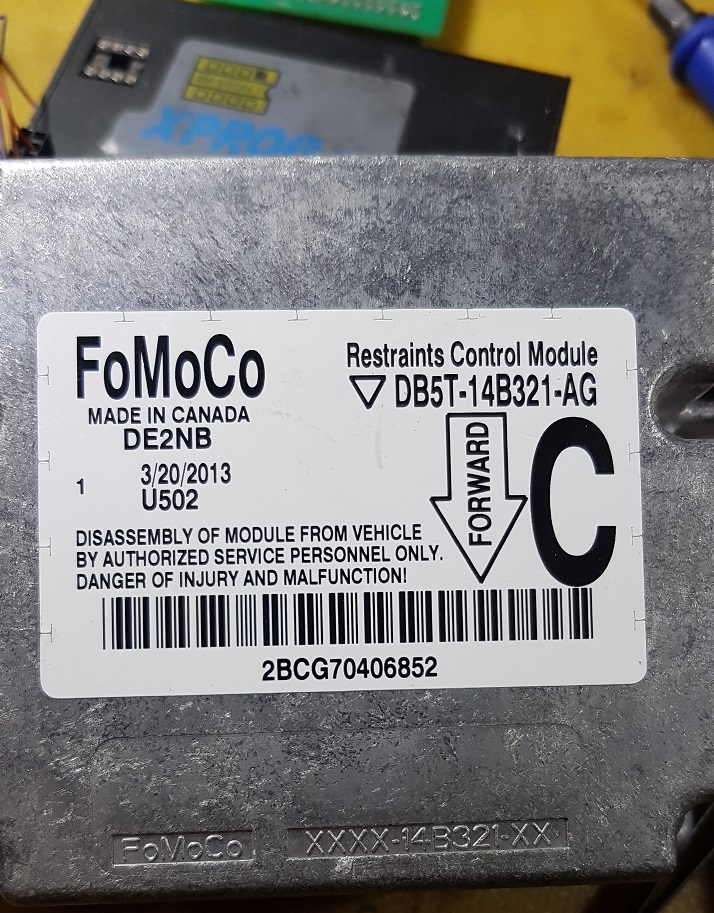 XPROG
FoMoCo
MADE IN CANADA
DE2NB
1 3/20/2013
U502
Restraints Control Module
DB5T-14B321-AG
FORWARD
C
DISASSEMBLY OF MODULE FROM VEHICLE
BY AUTHORIZED SERVICE PERSONNEL ONLY.
DANGER OF INJURY AND MALFUNCTION!
2BCG70406852
FoMoCo XXXX-14B321-XX